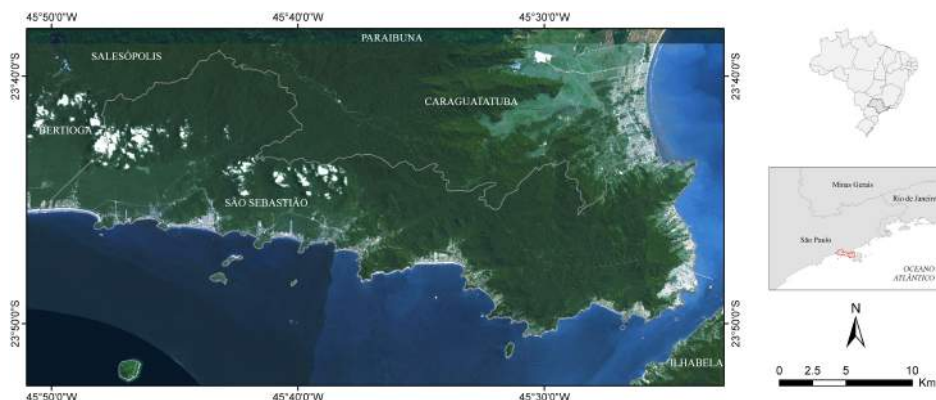 45°50'0"W
45°40'0"W
45°30'0"W
23°40'0"S
23°40'0"S
PARAIBUNA
SALESÓPOLIS
CARAGUATATUBA
BERTIOGA
SÃO SEBASTIÃO
ILHABELA
23°50'0"S
23°50'0"S
45°50'0"W
45°40'0"W
45°30'0"W
Minas Gerais
Rio de Janeiro
São Paulo
OCEANO
ATLÂNTICO
N
0 2.5 5 10
Km